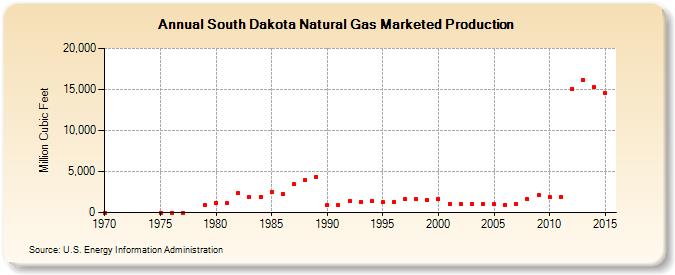 Annual South Dakota Natural Gas Marketed Production
Million Cubic Feet
20,000
15,000
10,000
5,000
0
1970 1975 1980 1985 1990 1995 2000 2005 2010 2015
Source: U.S. Energy Information Administration